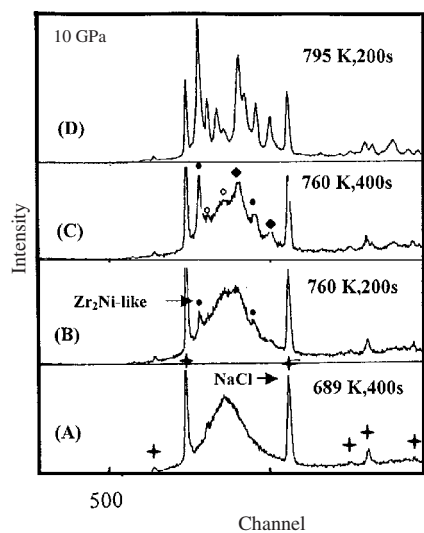 10 GPa
795 K,200s
(D)
760 K,400s
(C)
Zr₂Ni-like
760 K,200s
(B)
NaCl
689 K,400s
(A)
Intensity
500
Channel